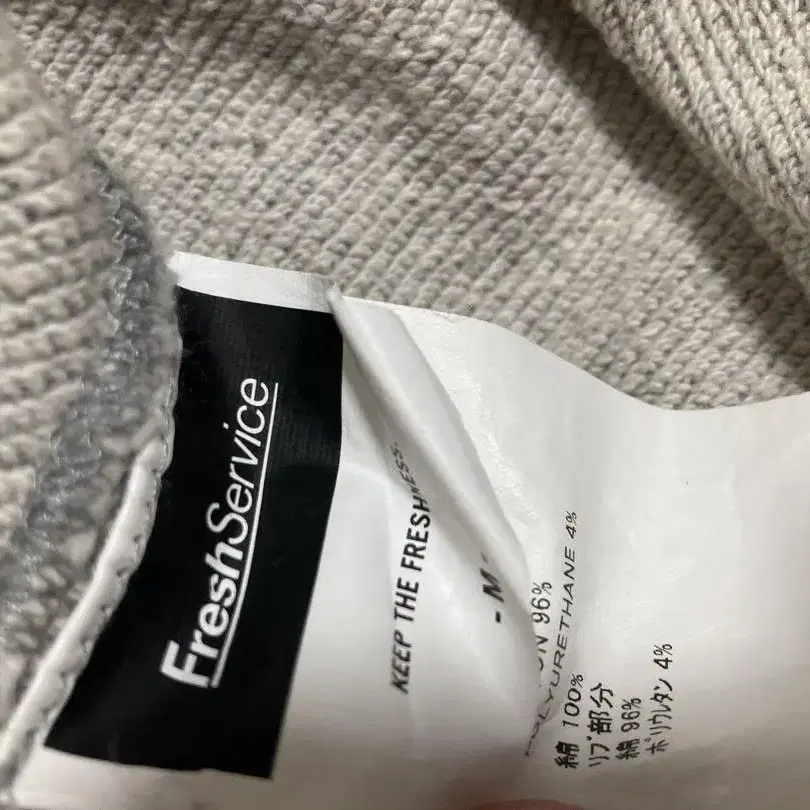 FreshService
KEEP THE FRESHNESS.
- M
96%
POLYURETHANE 4%
綿 100%
リブ部分
綿 96%
ポリウレタン 4%